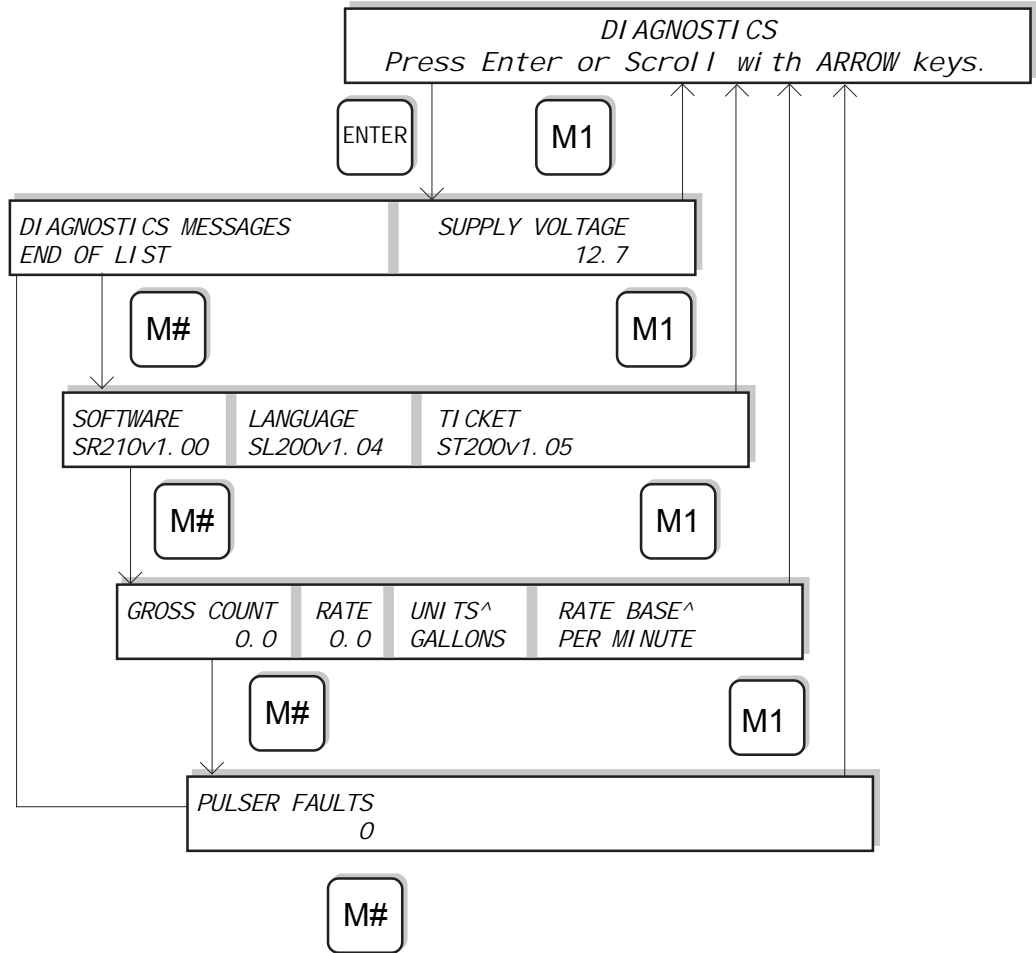 DIAGNOSTICS
Press Enter or Scroll with ARROW keys.
ENTER
M1
DIAGNOSTICS MESSAGES SUPPLY VOLTAGE
END OF LIST 12.7
M#
M1
SOFTWARE LANGUAGE TICKET
SR210v1.00 SL200v1.04 ST200v1.05
M#
M1
GROSS COUNT RATE UNITS^ RATE BASE^
0.0 0.0 GALLONS PER MINUTE
M#
M1
PULSER FAULTS
0
M#